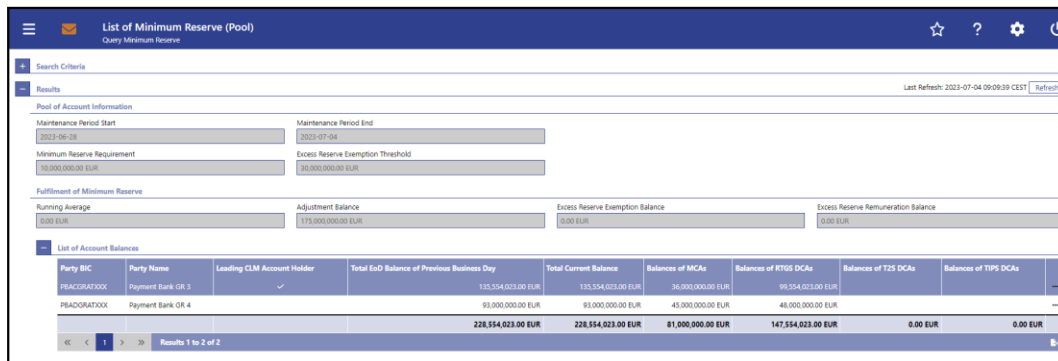 List of Minimum Reserve (Pool)
Query Minimum Reserve
Search Criteria
Results Last Refresh: 2023-07-04 09:09:39 CEST Refresh
Pool of Account Information
Maintenance Period Start Maintenance Period End
2023-06-28 2023-07-04
Minimum Reserve Requirement Excess Reserve Exemption Threshold
10,000,000.00 EUR 30,000,000.00 EUR
Fulfilment of Minimum Reserve
Running Average Adjustment Balance Excess Reserve Exemption Balance Excess Reserve Remuneration Balance
0.00 EUR 175,000,000.00 EUR 0.00 EUR 0.00 EUR
List of Account Balances
Party BIC Party Name Leading CLM Account Holder Total EoD Balance of Previous Business Day Total Current Balance Balances of MCAs Balances of RTGS DCAs Balances of T2S DCAs Balances of TIPS DCAs
PBACGRATXXX Payment Bank GR 3 135,554,023.00 EUR 135,554,023.00 EUR 36,000,000.00 EUR 99,554,023.00 EUR
PBADGRATXXX Payment Bank GR 4 93,000,000.00 EUR 93,000,000.00 EUR 45,000,000.00 EUR 48,000,000.00 EUR
228,554,023.00 EUR 228,554,023.00 EUR 81,000,000.00 EUR 147,554,023.00 EUR 0.00 EUR 0.00 EUR
« < 1 > » Results 1 to 2 of 2